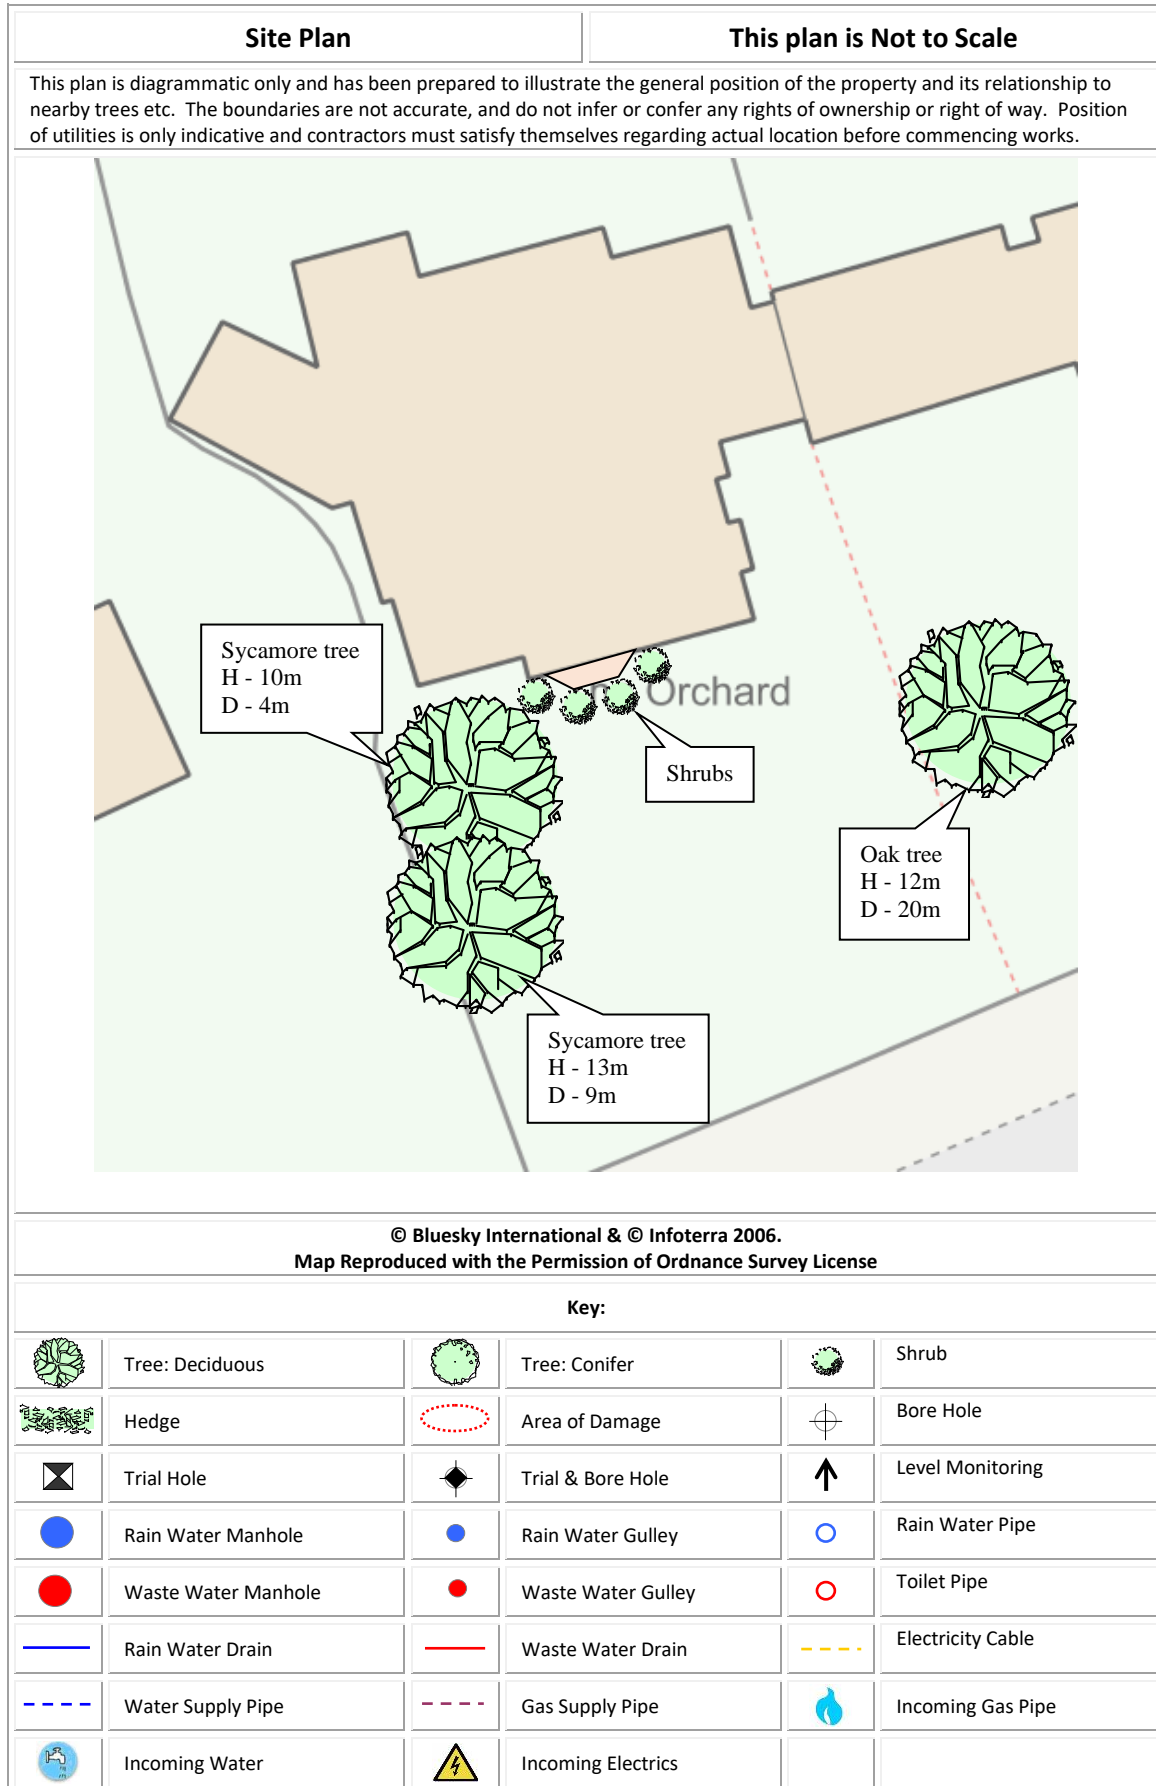 Site Plan
This plan is Not to Scale
This plan is diagrammatic only and has been prepared to illustrate the general position of the property and its relationship to
nearby trees etc. The boundaries are not accurate, and do not infer or confer any rights of ownership or right of way. Position
of utilities is only indicative and contractors must satisfy themselves regarding actual location before commencing works.
Sycamore tree
H - 10m
D - 4m
Orchard
Shrubs
Oak tree
H - 12m
D - 20m
Sycamore tree
H - 13m
D - 9m
© Bluesky International & © Infoterra 2006.
Map Reproduced with the Permission of Ordnance Survey License
Key:
Tree: Deciduous
Tree: Conifer
Shrub
Hedge
Area of Damage
Bore Hole
Trial Hole
Trial & Bore Hole
Level Monitoring
Rain Water Manhole
Rain Water Gulley
Rain Water Pipe
Waste Water Manhole
Waste Water Gulley
Toilet Pipe
Rain Water Drain
Waste Water Drain
Electricity Cable
Water Supply Pipe
Gas Supply Pipe
Incoming Gas Pipe
Incoming Water
Incoming Electrics